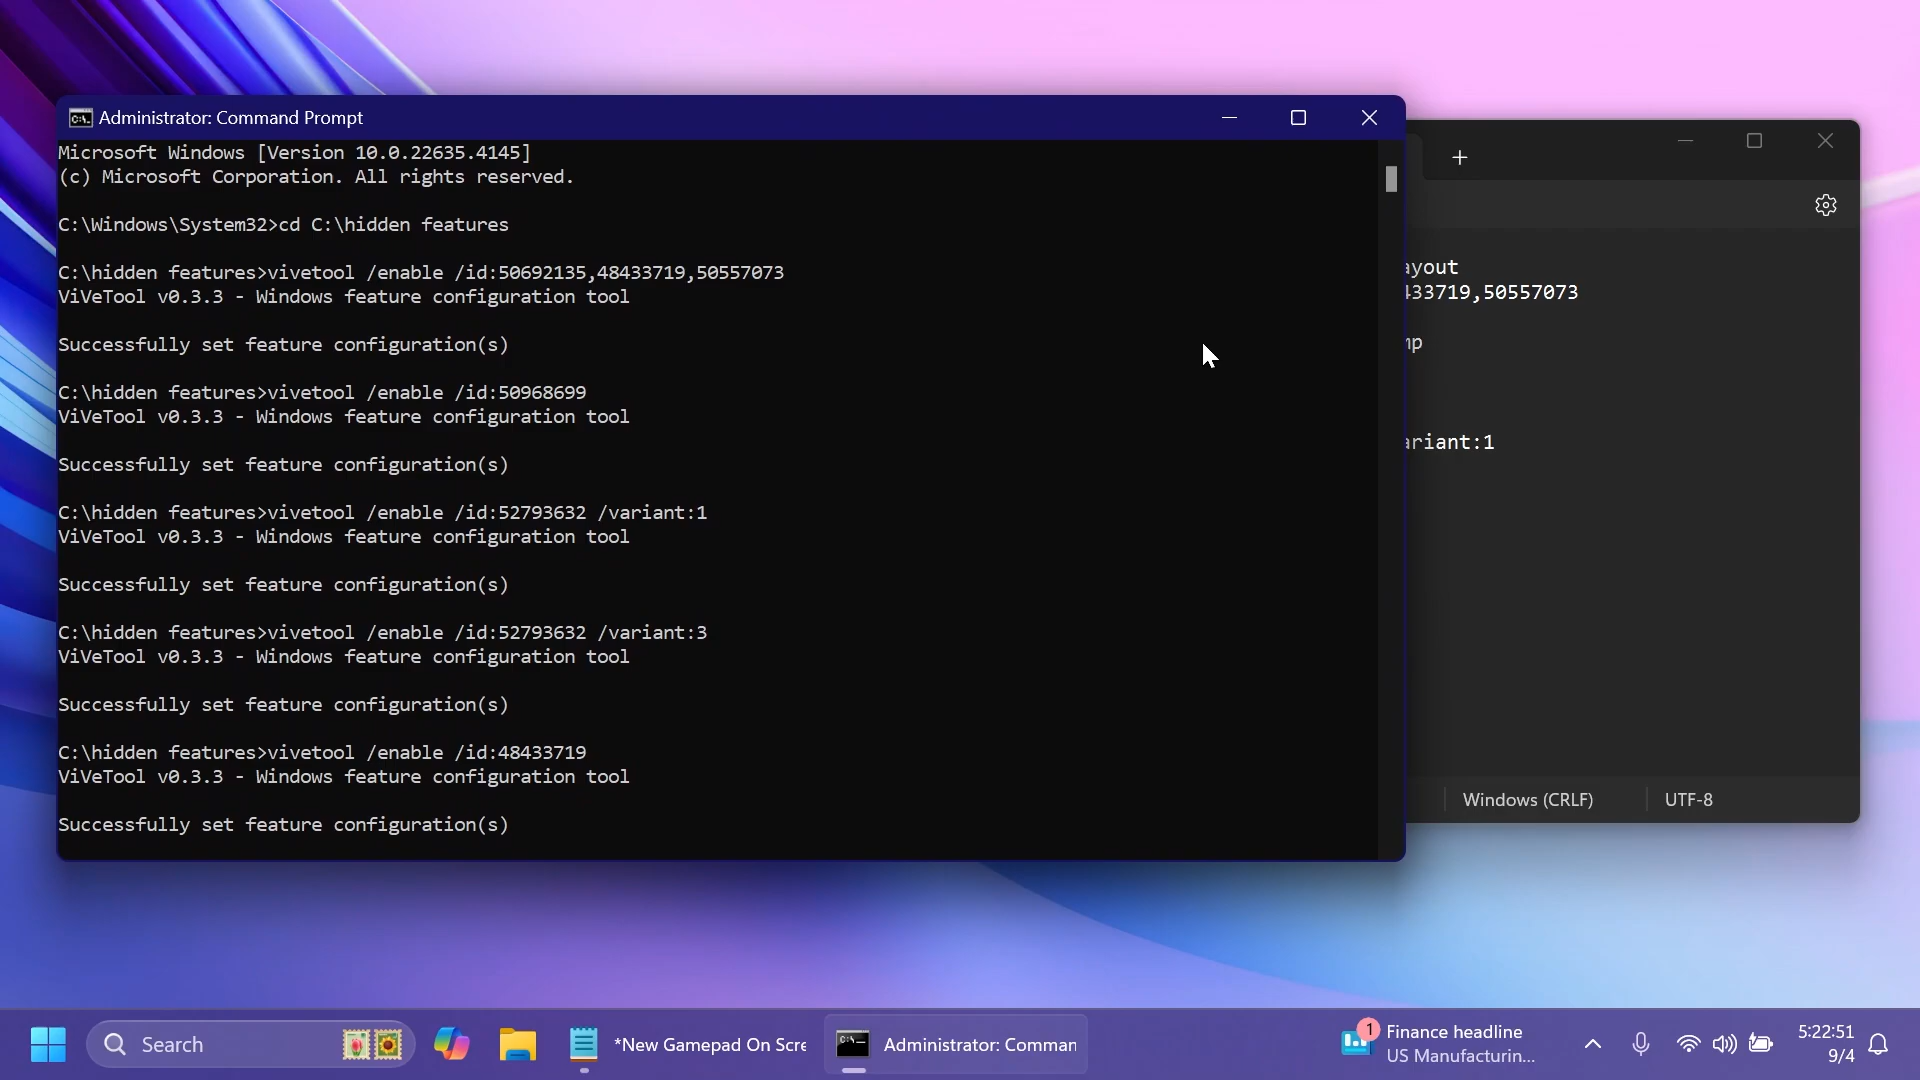 Administrator: Command Prompt
Microsoft Windows [Version 10.0.22635.4145]
(c) Microsoft Corporation. All rights reserved.
C:\Windows\System32>cd C:\hidden features
C:\hidden features>vivetool /enable /id:50692135,48433719,50557073
ViVeTool v0.3.3 - Windows feature configuration tool
Successfully set feature configuration(s)
C:\hidden features>vivetool /enable /id:50968699
ViVeTool v0.3.3 - Windows feature configuration tool
Successfully set feature configuration(s)
C:\hidden features>vivetool /enable /id:52793632 /variant:1
ViVeTool v0.3.3 - Windows feature configuration tool
Successfully set feature configuration(s)
C:\hidden features>vivetool /enable /id:52793632 /variant:3
ViVeTool v0.3.3 - Windows feature configuration tool
Successfully set feature configuration(s)
C:\hidden features>vivetool /enable /id:48433719
ViVeTool v0.3.3 - Windows feature configuration tool
Successfully set feature configuration(s)
ayout
433719,50557073
mp
ariant:1
Windows (CRLF)
UTF-8
Search
*New Gamepad On Scre
Administrator: Comman
1
Finance headline
US Manufacturin...
5:22:51
9/4